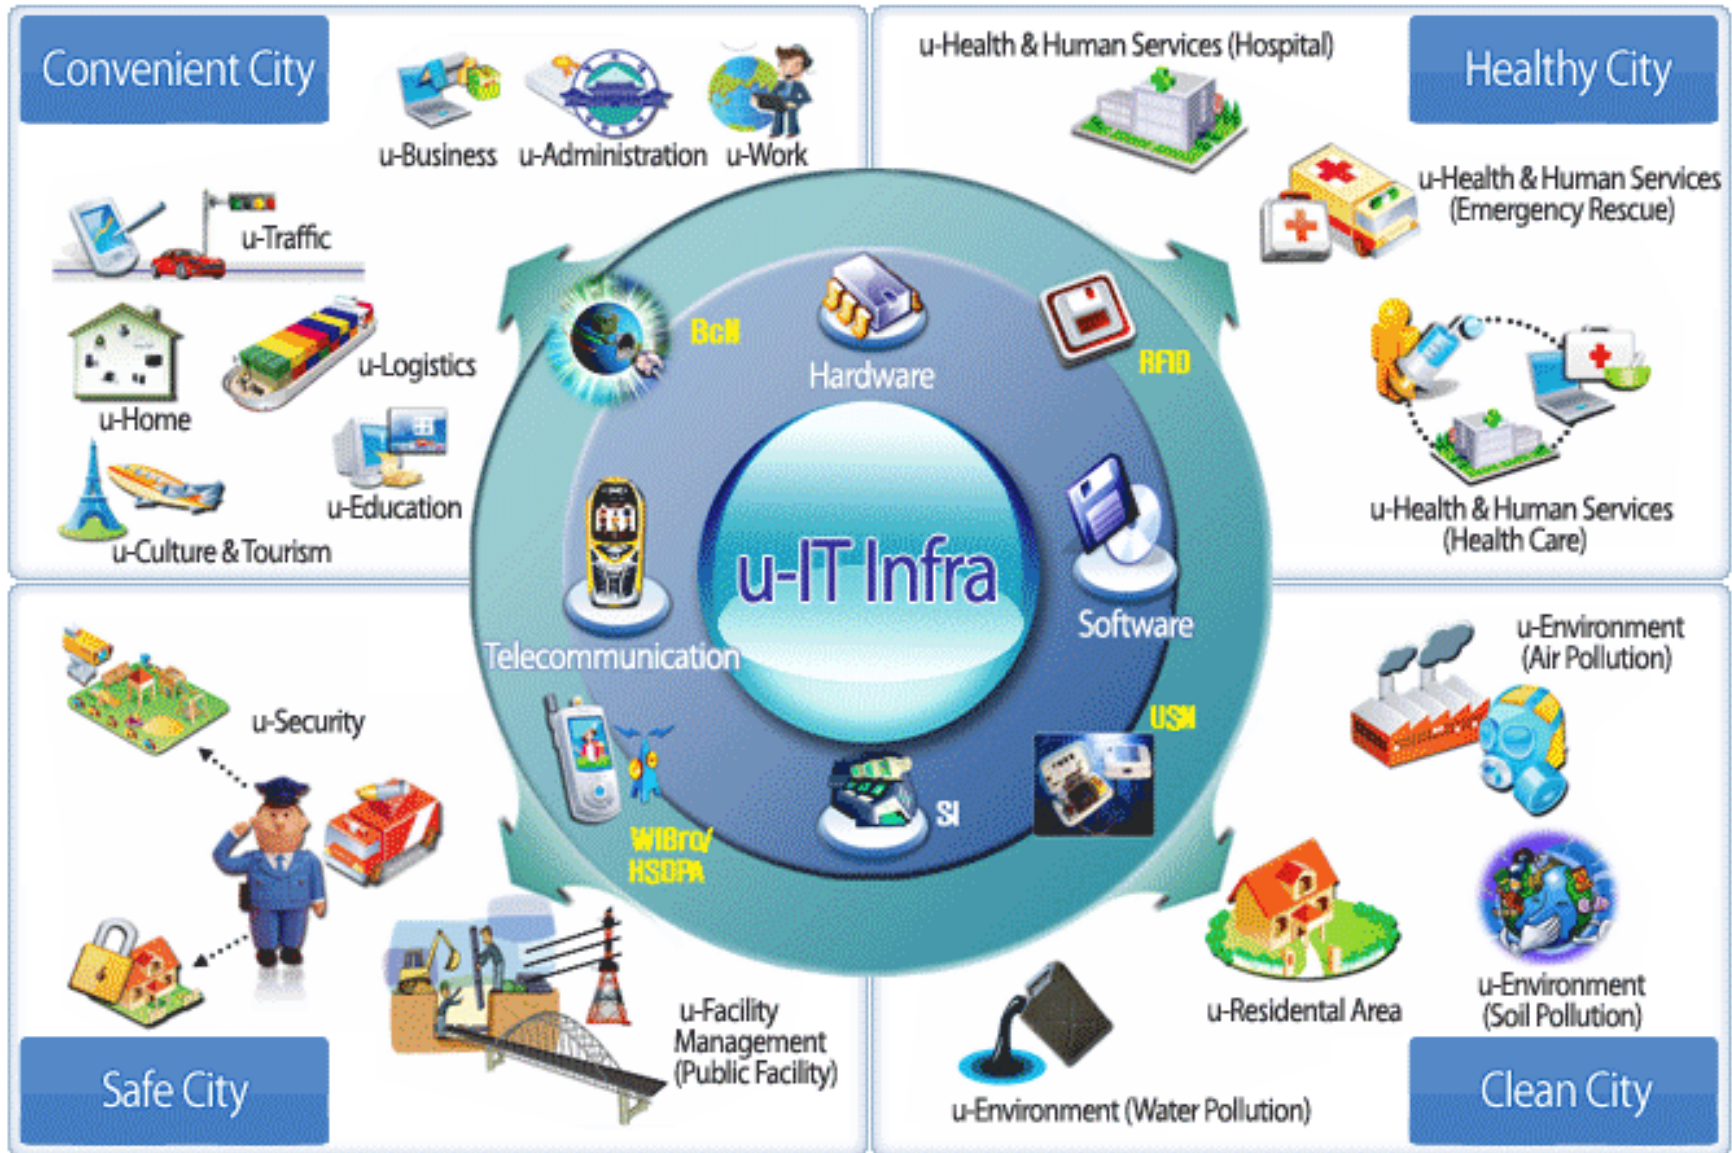 Convenient City
u-Business
u-Administration
u-Work
u-Traffic
u-Logistics
u-Home
u-Education
u-Culture & Tourism
u-Health & Human Services (Hospital)
Healthy City
u-Health & Human Services
(Emergency Rescue)
u-Health & Human Services
(Health Care)
BcN
Hardware
RFID
u-IT Infra
Software
Telecommunication
USN
SI
WiBro/
HSDPA
u-Security
u-Facility
Management
(Public Facility)
Safe City
u-Environment
(Air Pollution)
u-Residental Area
u-Environment
(Soil Pollution)
u-Environment (Water Pollution)
Clean City